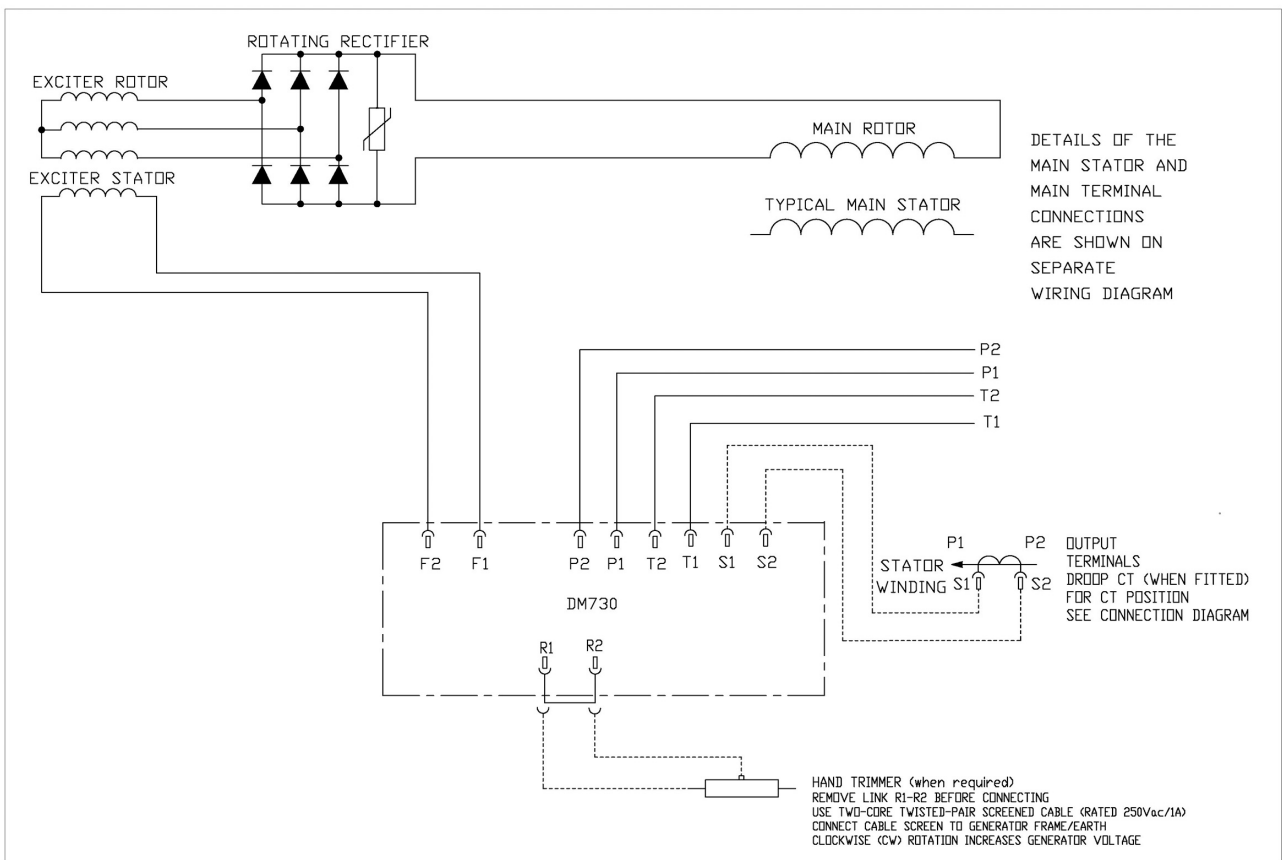 ROTATING RECTIFIER
EXCITER ROTOR
EXCITER STATOR
MAIN ROTOR
TYPICAL MAIN STATOR
DETAILS OF THE
MAIN STATOR AND
MAIN TERMINAL
CONNECTIONS
ARE SHOWN ON
SEPARATE
WIRING DIAGRAM
P2
P1
T2
T1
F2 F1 P2 P1 T2 T1 S1 S2
DM730
R1 R2
P1 P2
STATOR
WINDING
S1 S2
OUTPUT
TERMINALS
DROOP CT (WHEN FITTED)
FOR CT POSITION
SEE CONNECTION DIAGRAM
HAND TRIMMER (when required)
REMOVE LINK R1-R2 BEFORE CONNECTING
USE TWO-CORE TWISTED-PAIR SCREENED CABLE (RATED 250Vac/1A)
CONNECT CABLE SCREEN TO GENERATOR FRAME/EARTH
CLOCKWISE (CW) ROTATION INCREASES GENERATOR VOLTAGE